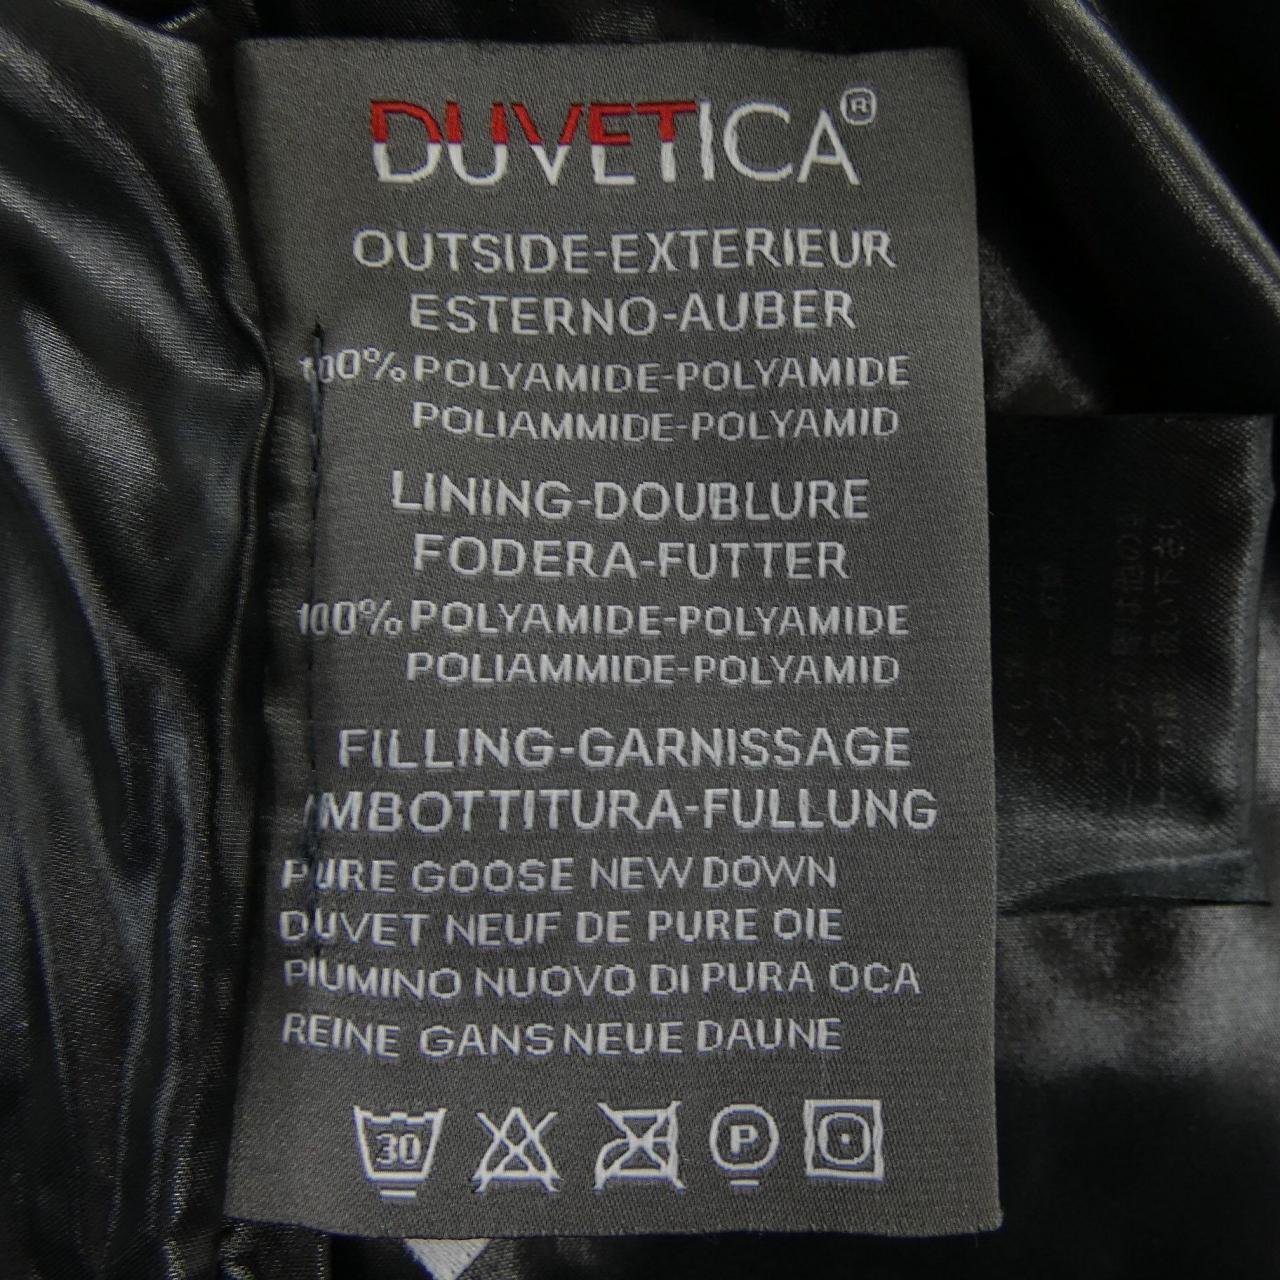 DUVETICA®
OUTSIDE-EXTERIEUR
ESTERNO-AUBER
100% POLYAMIDE-POLYAMIDE
POLIAMMIDE-POLYAMID
LINING-DOUBLURE
FODERA-FUTTER
100% POLYAMIDE-POLYAMIDE
POLIAMMIDE-POLYAMID
FILLING-GARNISSAGE
IMBOTTITURA-FULLUNG
PURE GOOSE NEW DOWN
DUVET NEUF DE PURE OIE
PIUMINO NUOVO DI PURA OCA
REINE GANS NEUE DAUNE
30 P